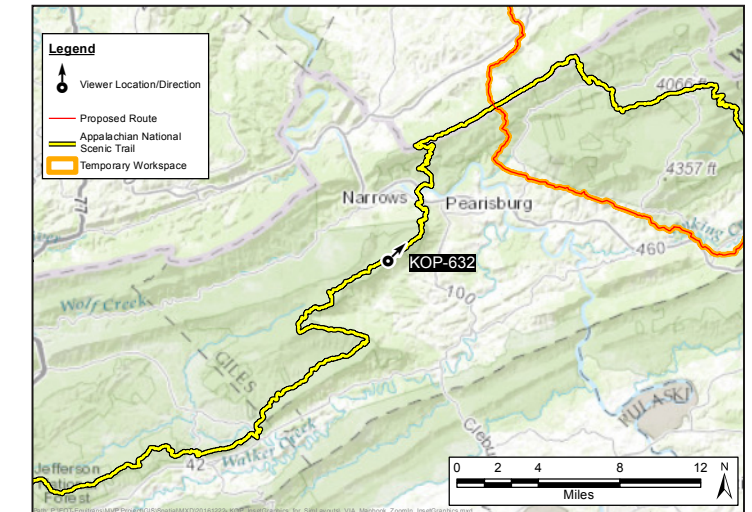 Legend
Viewer Location/Direction
Proposed Route
Appalachian National
Scenic Trail
Temporary Workspace
4066 ft
4357 ft
77
Narrows
Pearisburg
KOP-632
460
100
Wolf Creek
GILES
PULASKI
Walker Creek
42
Jefferson
Forest
0 2 4 8 12
Miles
N